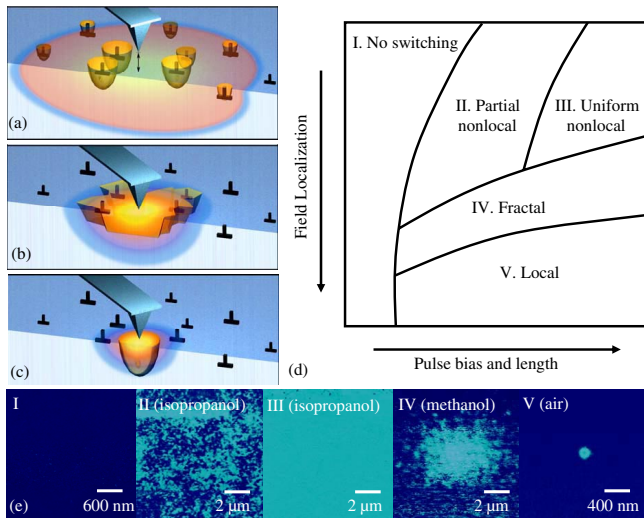 (a)
(b)
(c)
I. No switching
II. Partial
nonlocal
III. Uniform
nonlocal
IV. Fractal
V. Local
Field Localization
(d)
Pulse bias and length
I
II (isopropanol)
III (isopropanol)
IV (methanol)
V (air)
(e)
600 nm
2 μm
2 μm
2 μm
400 nm